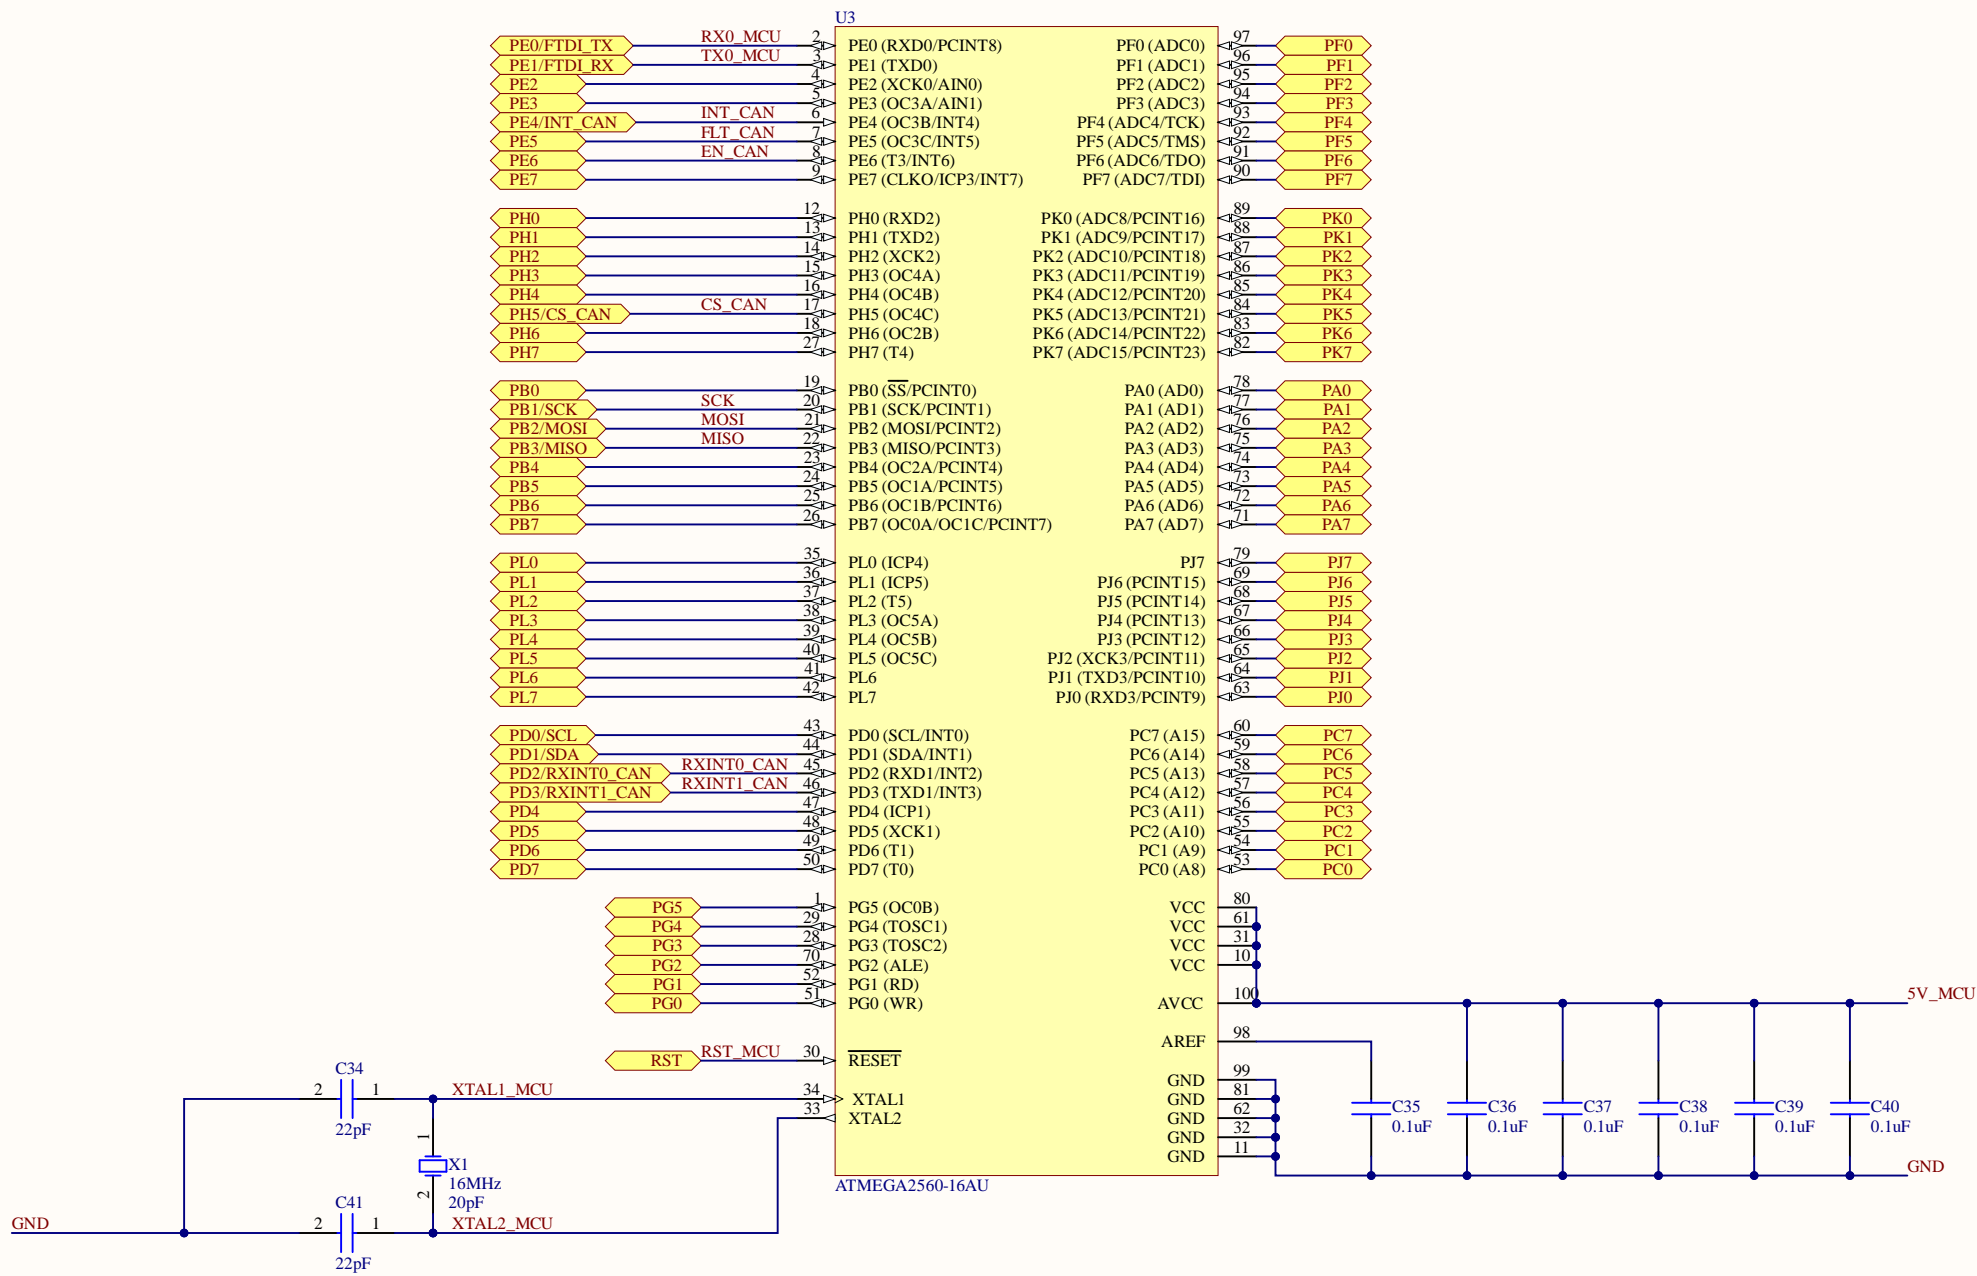 U3
PE0/FTDI_TX RX0_MCU 2 PE0 (RXD0/PCINT8) PF0 (ADC0) 97 PF0
PE1/FTDI_RX TX0_MCU 3 PE1 (TXD0) PF1 (ADC1) 96 PF1
PE2 4 PE2 (XCK0/AIN0) PF2 (ADC2) 95 PF2
PE3 5 PE3 (OC3A/AIN1) PF3 (ADC3) 94 PF3
PE4/INT_CAN INT_CAN 6 PE4 (OC3B/INT4) PF4 (ADC4/TCK) 93 PF4
PE5 FLT_CAN 7 PE5 (OC3C/INT5) PF5 (ADC5/TMS) 92 PF5
PE6 EN_CAN 8 PE6 (T3/INT6) PF6 (ADC6/TDO) 91 PF6
PE7 9 PE7 (CLKO/ICP3/INT7) PF7 (ADC7/TDI) 90 PF7
PH0 12 PH0 (RXD2) PK0 (ADC8/PCINT16) 89 PK0
PH1 13 PH1 (TXD2) PK1 (ADC9/PCINT17) 88 PK1
PH2 14 PH2 (XCK2) PK2 (ADC10/PCINT18) 87 PK2
PH3 15 PH3 (OC4A) PK3 (ADC11/PCINT19) 86 PK3
PH4 16 PH4 (OC4B) PK4 (ADC12/PCINT20) 85 PK4
PH5/CS_CAN CS_CAN 17 PH5 (OC4C) PK5 (ADC13/PCINT21) 84 PK5
PH6 18 PH6 (OC2B) PK6 (ADC14/PCINT22) 83 PK6
PH7 27 PH7 (T4) PK7 (ADC15/PCINT23) 82 PK7
PB0 19 PB0 (SS/PCINT0) PA0 (AD0) 78 PA0
PB1/SCK SCK 20 PB1 (SCK/PCINT1) PA1 (AD1) 77 PA1
PB2/MOSI MOSI 21 PB2 (MOSI/PCINT2) PA2 (AD2) 76 PA2
PB3/MISO MISO 22 PB3 (MISO/PCINT3) PA3 (AD3) 75 PA3
PB4 23 PB4 (OC2A/PCINT4) PA4 (AD4) 74 PA4
PB5 24 PB5 (OC1A/PCINT5) PA5 (AD5) 73 PA5
PB6 25 PB6 (OC1B/PCINT6) PA6 (AD6) 72 PA6
PB7 26 PB7 (OC0A/OC1C/PCINT7) PA7 (AD7) 71 PA7
PL0 35 PL0 (ICP4) PJ7 79 PJ7
PL1 36 PL1 (ICP5) PJ6 (PCINT15) 69 PJ6
PL2 37 PL2 (T5) PJ5 (PCINT14) 68 PJ5
PL3 38 PL3 (OC5A) PJ4 (PCINT13) 67 PJ4
PL4 39 PL4 (OC5B) PJ3 (PCINT12) 66 PJ3
PL5 40 PL5 (OC5C) PJ2 (XCK3/PCINT11) 65 PJ2
PL6 41 PL6 PJ1 (TXD3/PCINT10) 64 PJ1
PL7 42 PL7 PJ0 (RXD3/PCINT9) 63 PJ0
PD0/SCL 43 PD0 (SCL/INT0) PC7 (A15) 60 PC7
PD1/SDA 44 PD1 (SDA/INT1) PC6 (A14) 59 PC6
PD2/RXINT0_CAN RXINT0_CAN 45 PD2 (RXD1/INT2) PC5 (A13) 58 PC5
PD3/RXINT1_CAN RXINT1_CAN 46 PD3 (TXD1/INT3) PC4 (A12) 57 PC4
PD4 47 PD4 (ICP1) PC3 (A11) 56 PC3
PD5 48 PD5 (XCK1) PC2 (A10) 55 PC2
PD6 49 PD6 (T1) PC1 (A9) 54 PC1
PD7 50 PD7 (T0) PC0 (A8) 53 PC0
PG5 1 PG5 (OC0B) VCC 80
PG4 29 PG4 (TOSC1) VCC 61
PG3 28 PG3 (TOSC2) VCC 31
PG2 70 PG2 (ALE) VCC 10
PG1 52 PG1 (RD)
PG0 51 PG0 (WR) AVCC 100 5V_MCU
AREF 98
RST RST_MCU 30 RESET
GND 99
C34 2 1 XTAL1_MCU 34 XTAL1 GND 81
22pF 33 XTAL2 GND 62
GND 32
GND 11
C35 C36 C37 C38 C39 C40
0.1uF 0.1uF 0.1uF 0.1uF 0.1uF 0.1uF
GND
1
X1
16MHz
20pF
2
ATMEGA2560-16AU
GND C41 2 1 XTAL2_MCU
22pF